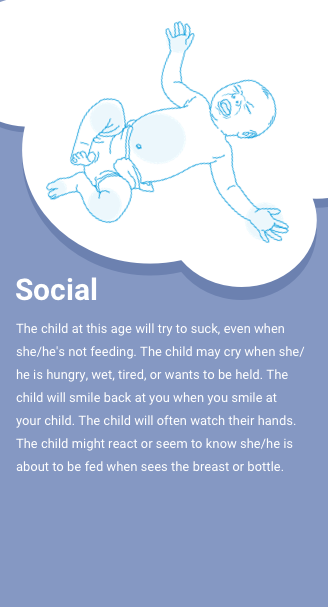 Social
The child at this age will try to suck, even when
she/he's not feeding. The child may cry when she/
he is hungry, wet, tired, or wants to be held. The
child will smile back at you when you smile at
your child. The child will often watch their hands.
The child might react or seem to know she/he is
about to be fed when sees the breast or bottle.